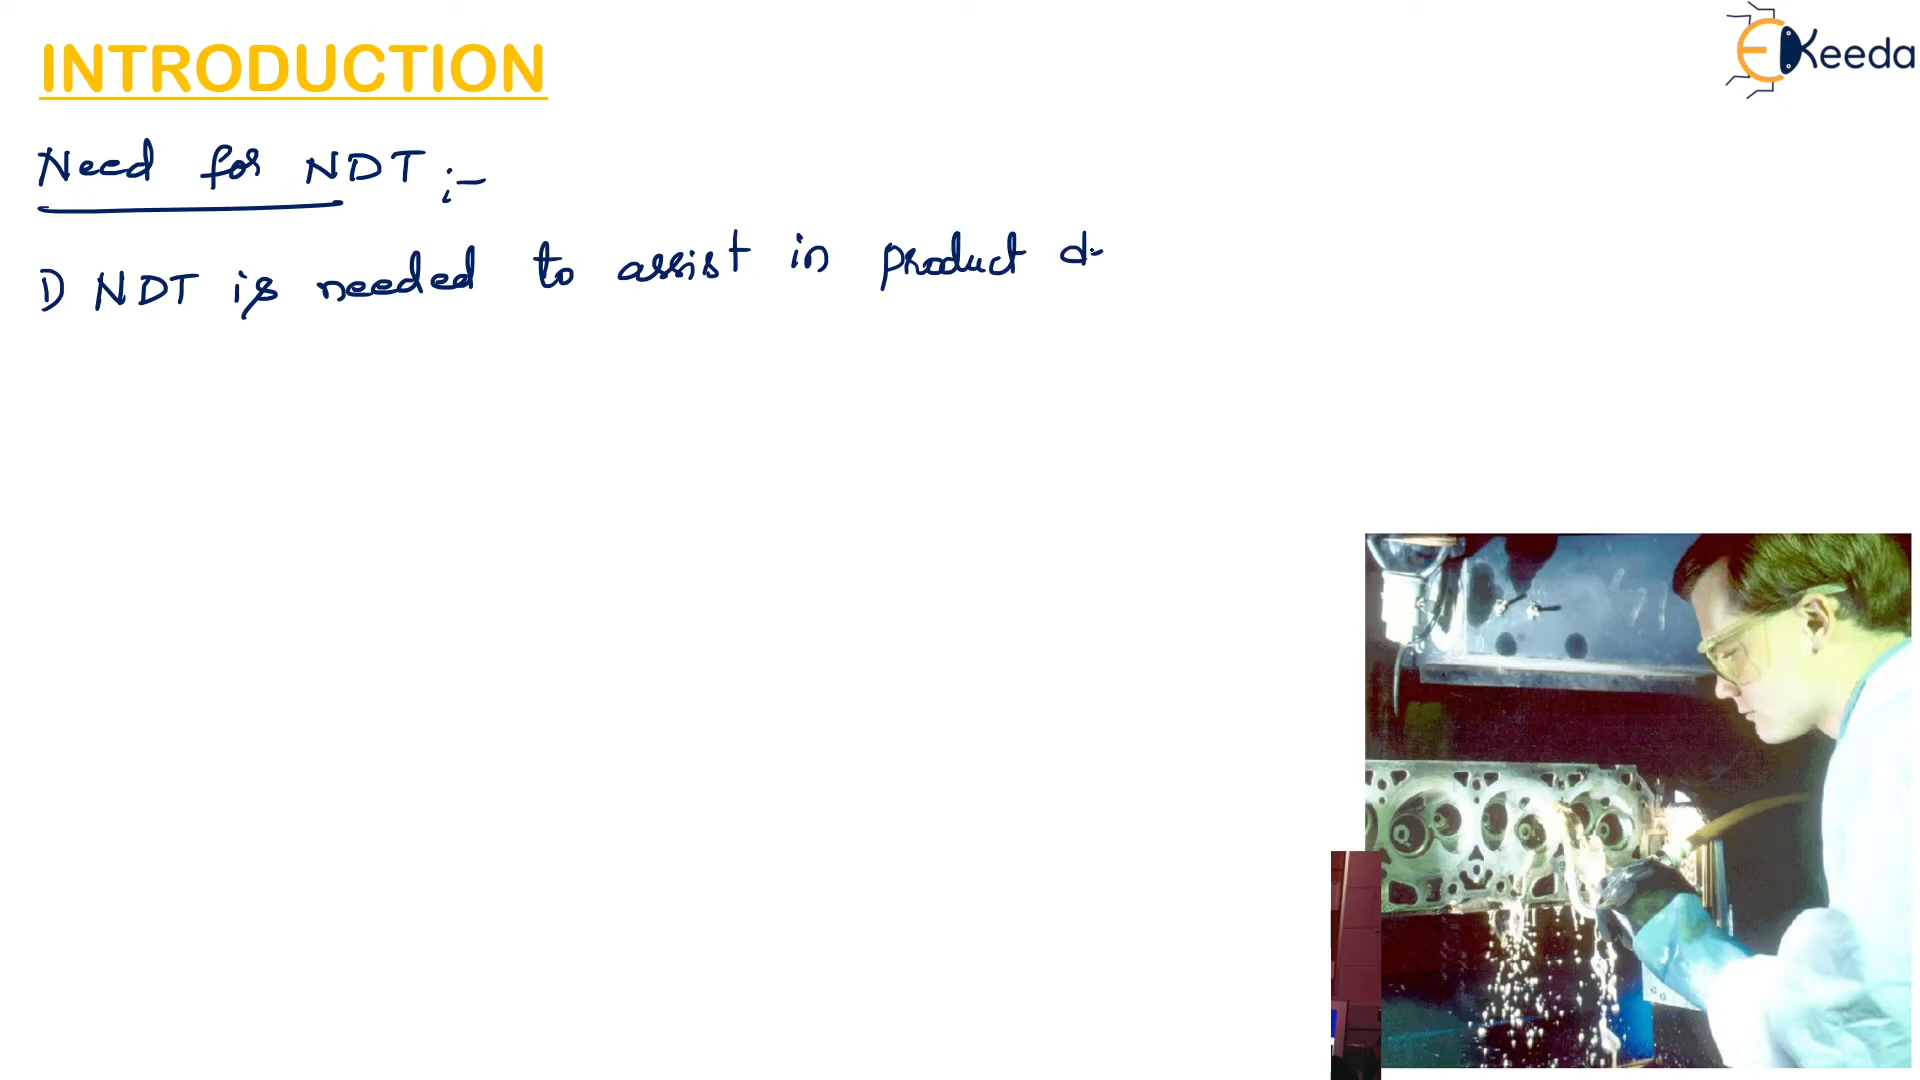 INTRODUCTION
EKeeda
Need for NDT :-
1) NDT is needed to assist in product d